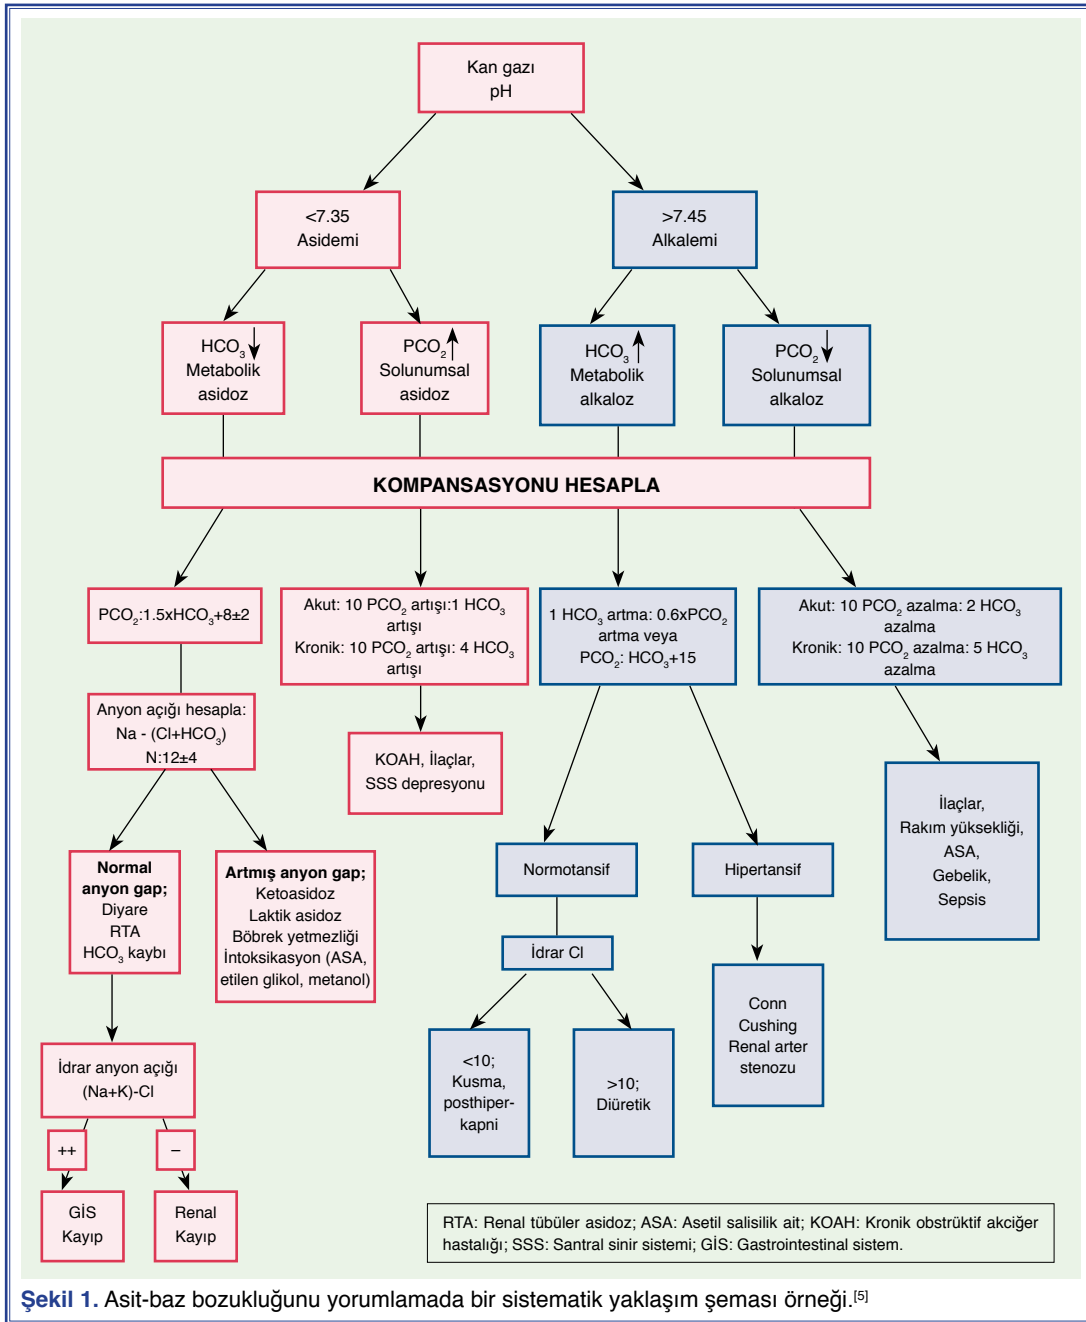 Kan gazı
pH
<7.35
Asidemi
>7.45
Alkalemi
HCO3
Metabolik
asidoz
PCO2
Solunumsal
asidoz
HCO3
Metabolik
alkaloz
PCO2
Solunumsal
alkaloz
KOMPANSASYONU HESAPLA
PCO2:1.5xHCO3+8±2
Akut: 10 PCO2 artışı:1 HCO3
artışı
Kronik: 10 PCO2 artışı: 4 HCO3
artışı
1 HCO3 artma: 0.6xPCO2
artma veya
PCO2: HCO3+15
Akut: 10 PCO2 azalma: 2 HCO3
azalma
Kronik: 10 PCO2 azalma: 5 HCO3
azalma
Anyon açığı hesapla:
Na - (Cl+HCO3)
N:12±4
KOAH, İlaçlar,
SSS depresyonu
İlaçlar,
Rakım yüksekliği,
ASA,
Gebelik,
Sepsis
Normal
anyon gap;
Diyare
RTA
HCO3 kaybı
Artmış anyon gap;
Ketoasidoz
Laktik asidoz
Böbrek yetmezliği
İntoksikasyon (ASA,
etilen glikol, metanol)
Normotansif
Hipertansif
İdrar Cl
Conn
Cushing
Renal arter
stenozu
<10;
Kusma,
posthiper-
kapni
>10;
Diüretik
İdrar anyon açığı
(Na+K)-Cl
++
–
GİS
Kayıp
Renal
Kayıp
RTA: Renal tübüler asidoz; ASA: Asetil salisilik ait; KOAH: Kronik obstrüktif akciğer
hastalığı; SSS: Santral sinir sistemi; GİS: Gastrointestinal sistem.
Şekil 1. Asit-baz bozukluğunu yorumlamada bir sistematik yaklaşım şeması örneği.[5]